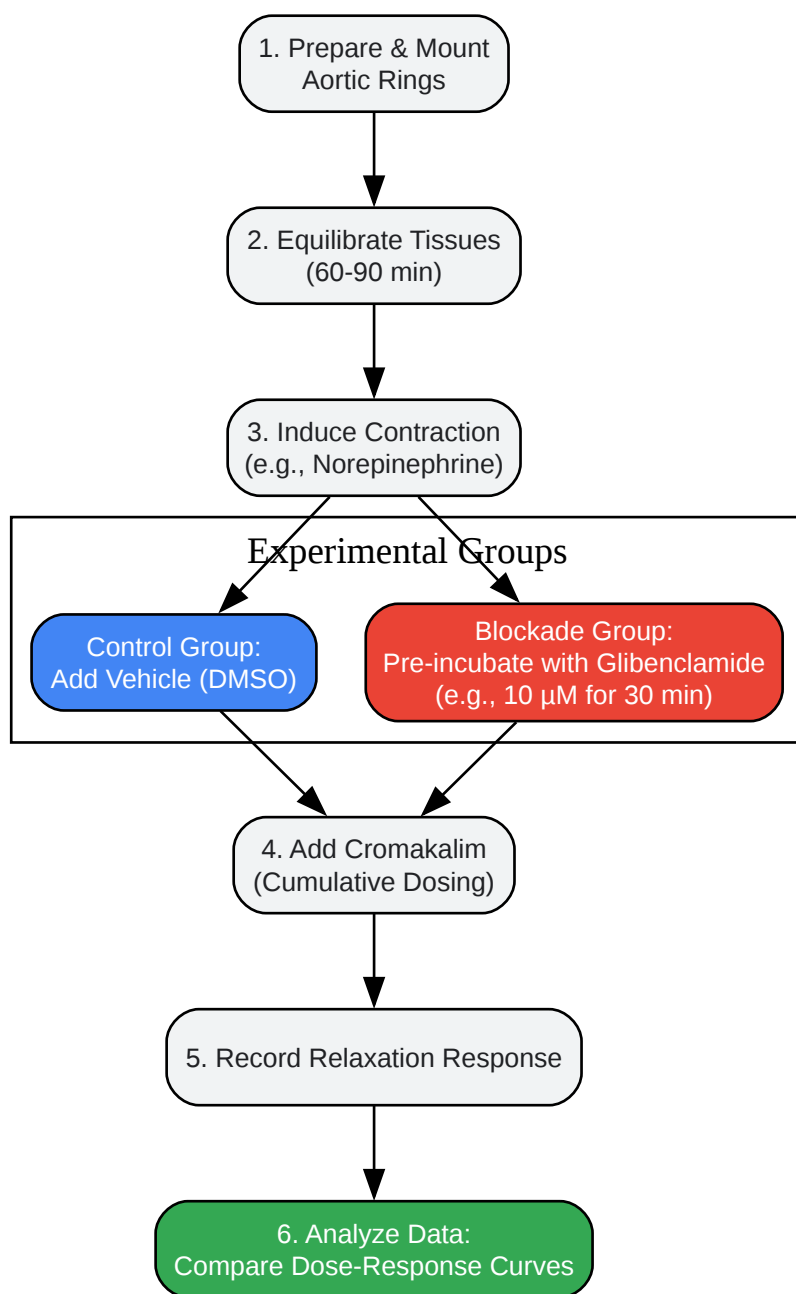 1. Prepare & Mount
Aortic Rings
2. Equilibrate Tissues
(60-90 min)
3. Induce Contraction
(e.g., Norepinephrine)
Experimental Groups
Control Group:
Add Vehicle (DMSO)
Blockade Group:
Pre-incubate with Glibenclamide
(e.g., 10 µM for 30 min)
4. Add Cromakalim
(Cumulative Dosing)
5. Record Relaxation Response
6. Analyze Data:
Compare Dose-Response Curves